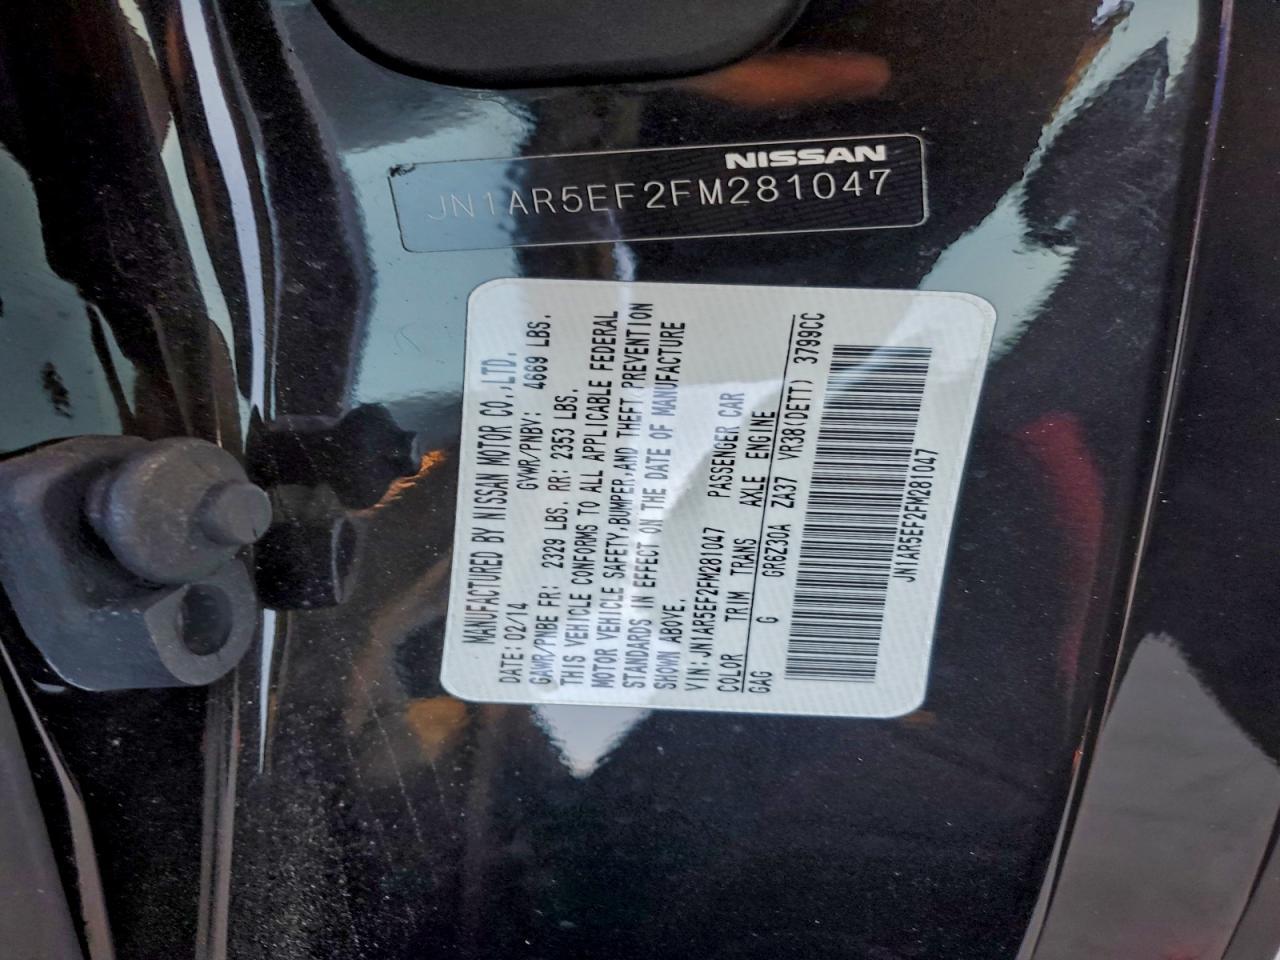 NISSAN
JN1AR5EF2FM281047
MANUFACTURED BY NISSAN MOTOR CO.,LTD.
DATE:02/14 GVWR/PNBV: 4669 LBS.
GAWR/PNBE FR: 2329 LBS. RR: 2353 LBS.
THIS VEHICLE CONFORMS TO ALL APPLICABLE FEDERAL
MOTOR VEHICLE SAFETY,BUMPER,AND THEFT PREVENTION
STANDARDS IN EFFECT ON THE DATE OF MANUFACTURE
SHOWN ABOVE.
VIN:JN1AR5EF2FM281047 PASSENGER CAR
COLOR TRIM TRANS AXLE ENGINE
GAG G GR6Z30A ZA37 VR38(DETT) 3799CC
JN1AR5EF2FM281047